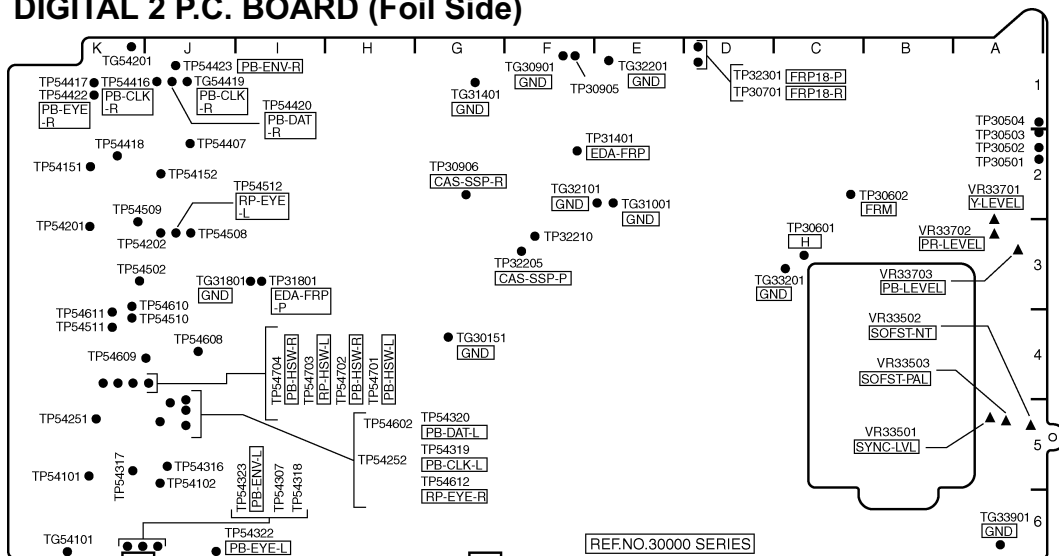 DIGITAL 2 P.C. BOARD (Foil Side)
K J I H G F E D C B A
TG54201
TP54423 PB-ENV-R
TP54417
TP54416
PB-CLK
-R
TG54419
PB-CLK
-R
TP54422
PB-EYE
-R
TP54420
PB-DAT
-R
TG31401
GND
TG30901
GND
TP30905
TG32201
GND
TP32301 FRP18-P
TP30701 FRP18-R
1
TP30504
TP30503
TP30502
TP30501
2
TP54418
TP54407
TP54151
TP54152
TP31401
EDA-FRP
TP30906
CAS-SSP-R
TP54512
RP-EYE
-L
TG32101
GND
TG31001
GND
TP30602
FRM
VR33701
Y-LEVEL
TP54509
TP54201
TP54202
TP54508
TP32210
TP32205
CAS-SSP-P
TP30601
H
VR33702
PR-LEVEL
3
TG33201
GND
VR33703
PB-LEVEL
TP54502
TG31801
GND
TP31801
EDA-FRP
-P
TP54610
TP54611
TP54510
TP54511
VR33502
SOFST-NT
TP54608
TP54609
TG30151
GND
4
TP54704
PB-HSW-R
TP54703
RP-HSW-L
TP54702
PB-HSW-R
TP54701
PB-HSW-L
VR33503
SOFST-PAL
TP54251
TP54602
TP54252
TP54320
PB-DAT-L
TP54319
PB-CLK-L
TP54612
RP-EYE-R
VR33501
SYNC-LVL
5
TP54101
TP54317
TP54316
TP54102
TP54323
PB-ENV-L
TP54307
TP54318
TG54101
TP54322
PB-EYE-L
REF.NO.30000 SERIES
TG33901
GND
6